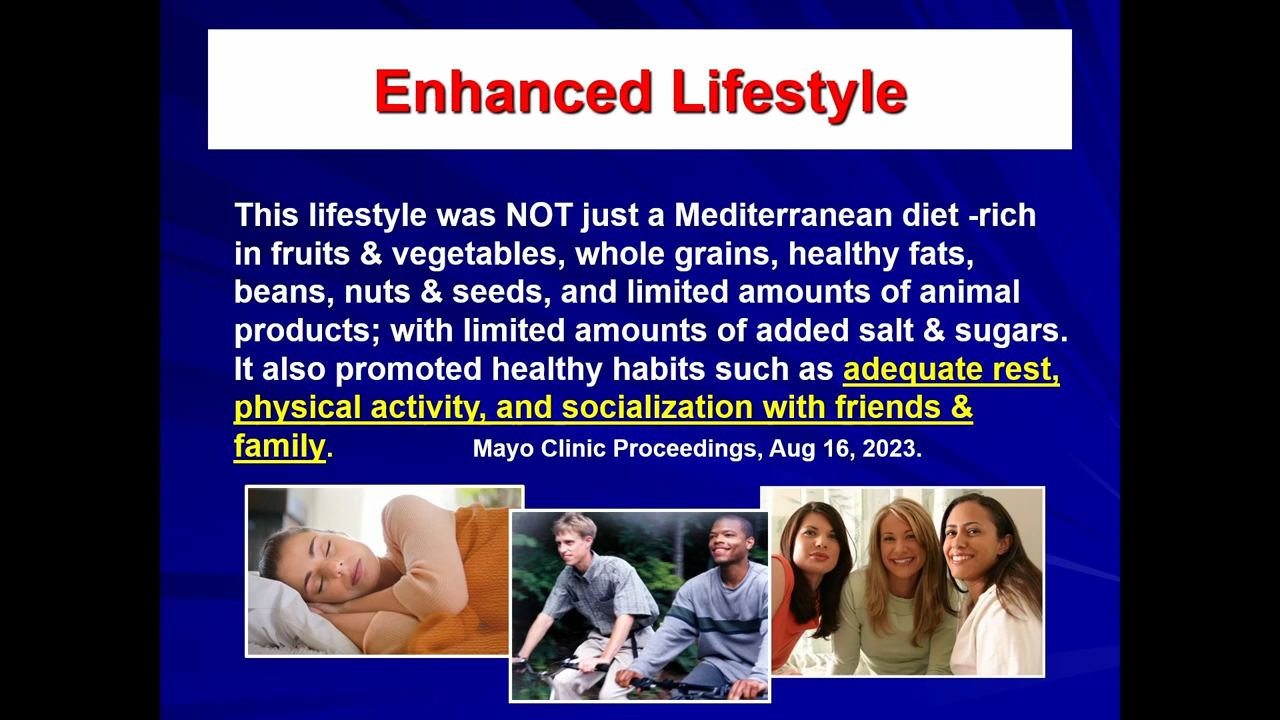 Enhanced Lifestyle
This lifestyle was NOT just a Mediterranean diet -rich
in fruits & vegetables, whole grains, healthy fats,
beans, nuts & seeds, and limited amounts of animal
products; with limited amounts of added salt & sugars.
It also promoted healthy habits such as adequate rest,
physical activity, and socialization with friends &
family. Mayo Clinic Proceedings, Aug 16, 2023.